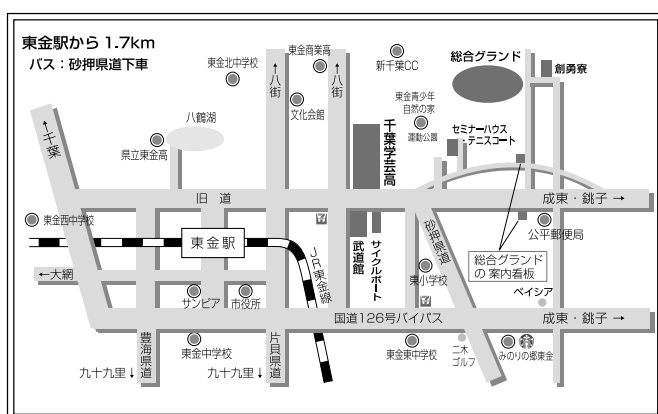 東金駅から 1.7km
バス：砂押県道下車
東金商業高
東金北中学校
↑八街
↑八街
新千葉CC
総合グランド
創勇寮
文化会館
東金青少年
自然の家
運動公園
↑千葉
八鶴湖
千葉学芸高
セミナーハウス
・テニスコート
県立東金高
旧 道
成東・銚子 →
東金西中学校
東金駅
JR東金線
武道館
サイクルポート
砂押県道
公平郵便局
総合グランド
の 案内看板
←大網
東小学校
ベイシア
サンピア
市役所
国道126号バイパス
成東・銚子 →
豊海県道
東金中学校
片貝県道
東金東中学校
二木
ゴルフ
みのりの郷東金
九十九里↓
九十九里↓